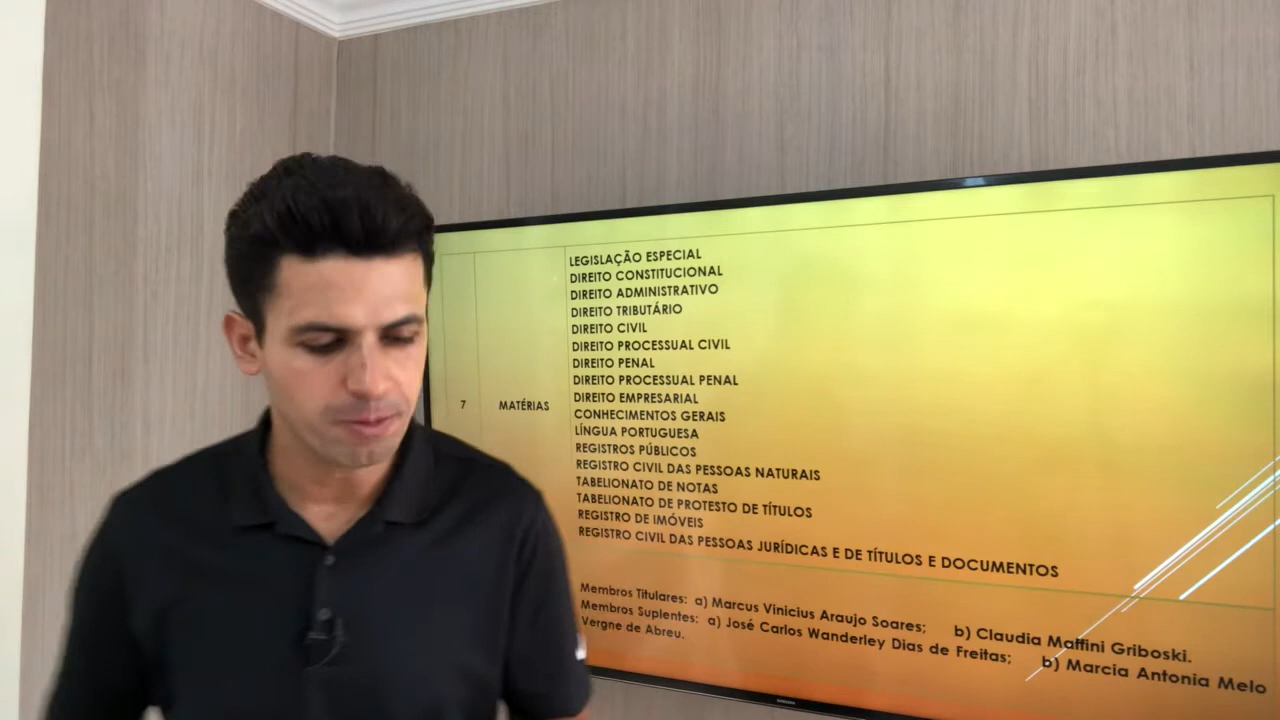 LEGISLAÇÃO ESPECIAL
DIREITO CONSTITUCIONAL
DIREITO ADMINISTRATIVO
DIREITO TRIBUTÁRIO
DIREITO CIVIL
DIREITO PROCESSUAL CIVIL
DIREITO PENAL
DIREITO PROCESSUAL PENAL
DIREITO EMPRESARIAL
7 MATÉRIAS
CONHECIMENTOS GERAIS
LÍNGUA PORTUGUESA
REGISTROS PÚBLICOS
REGISTRO CIVIL DAS PESSOAS NATURAIS
TABELIONATO DE NOTAS
TABELIONATO DE PROTESTO DE TÍTULOS
REGISTRO DE IMÓVEIS
REGISTRO CIVIL DAS PESSOAS JURÍDICAS E DE TÍTULOS E DOCUMENTOS
Membros Titulares: a) Marcus Vinicius Araujo Soares; b) Claudia Maffini Griboski.
Membros Suplentes: a) José Carlos Wanderley Dias de Freitas; b) Marcia Antonia Melo
Vergne de Abreu.
SAMSUNG